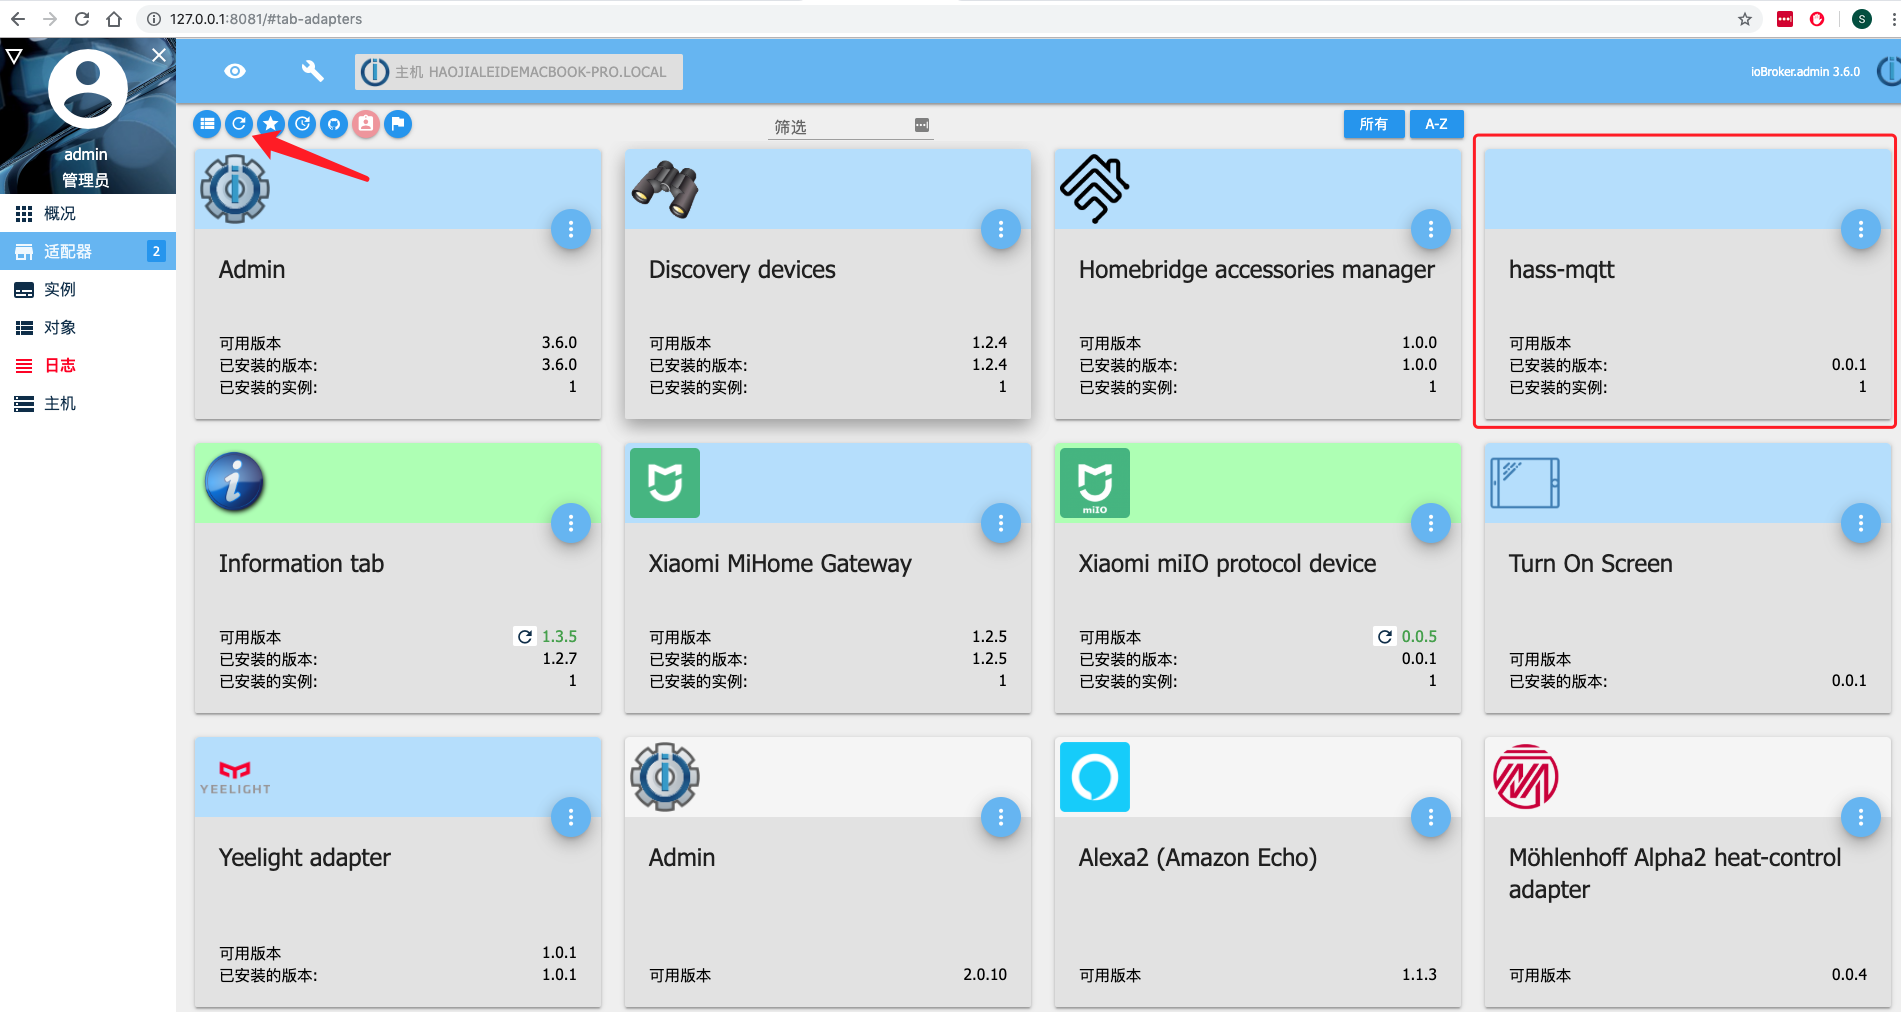 127.0.0.1:8081/#tab-adapters
S
admin
管理员
概况
适配器 2
实例
对象
日志
主机
主机 HAOJIALEIDEMACBOOK-PRO.LOCAL
ioBroker.admin 3.6.0
筛选
所有
A-Z
Admin
可用版本 3.6.0
已安装的版本: 3.6.0
已安装的实例: 1
Discovery devices
可用版本 1.2.4
已安装的版本: 1.2.4
已安装的实例: 1
Homebridge accessories manager
可用版本 1.0.0
已安装的版本: 1.0.0
已安装的实例: 1
hass-mqtt
可用版本
已安装的版本: 0.0.1
已安装的实例: 1
Information tab
可用版本 1.3.5
已安装的版本: 1.2.7
已安装的实例: 1
Xiaomi MiHome Gateway
可用版本 1.2.5
已安装的版本: 1.2.5
已安装的实例: 1
miIO
Xiaomi miIO protocol device
可用版本 0.0.5
已安装的版本: 0.0.1
已安装的实例: 1
Turn On Screen
可用版本
已安装的版本: 0.0.1
YEELIGHT
Yeelight adapter
可用版本 1.0.1
已安装的版本: 1.0.1
Admin
可用版本 2.0.10
Alexa2 (Amazon Echo)
可用版本 1.1.3
Möhlenhoff Alpha2 heat-control
adapter
可用版本 0.0.4